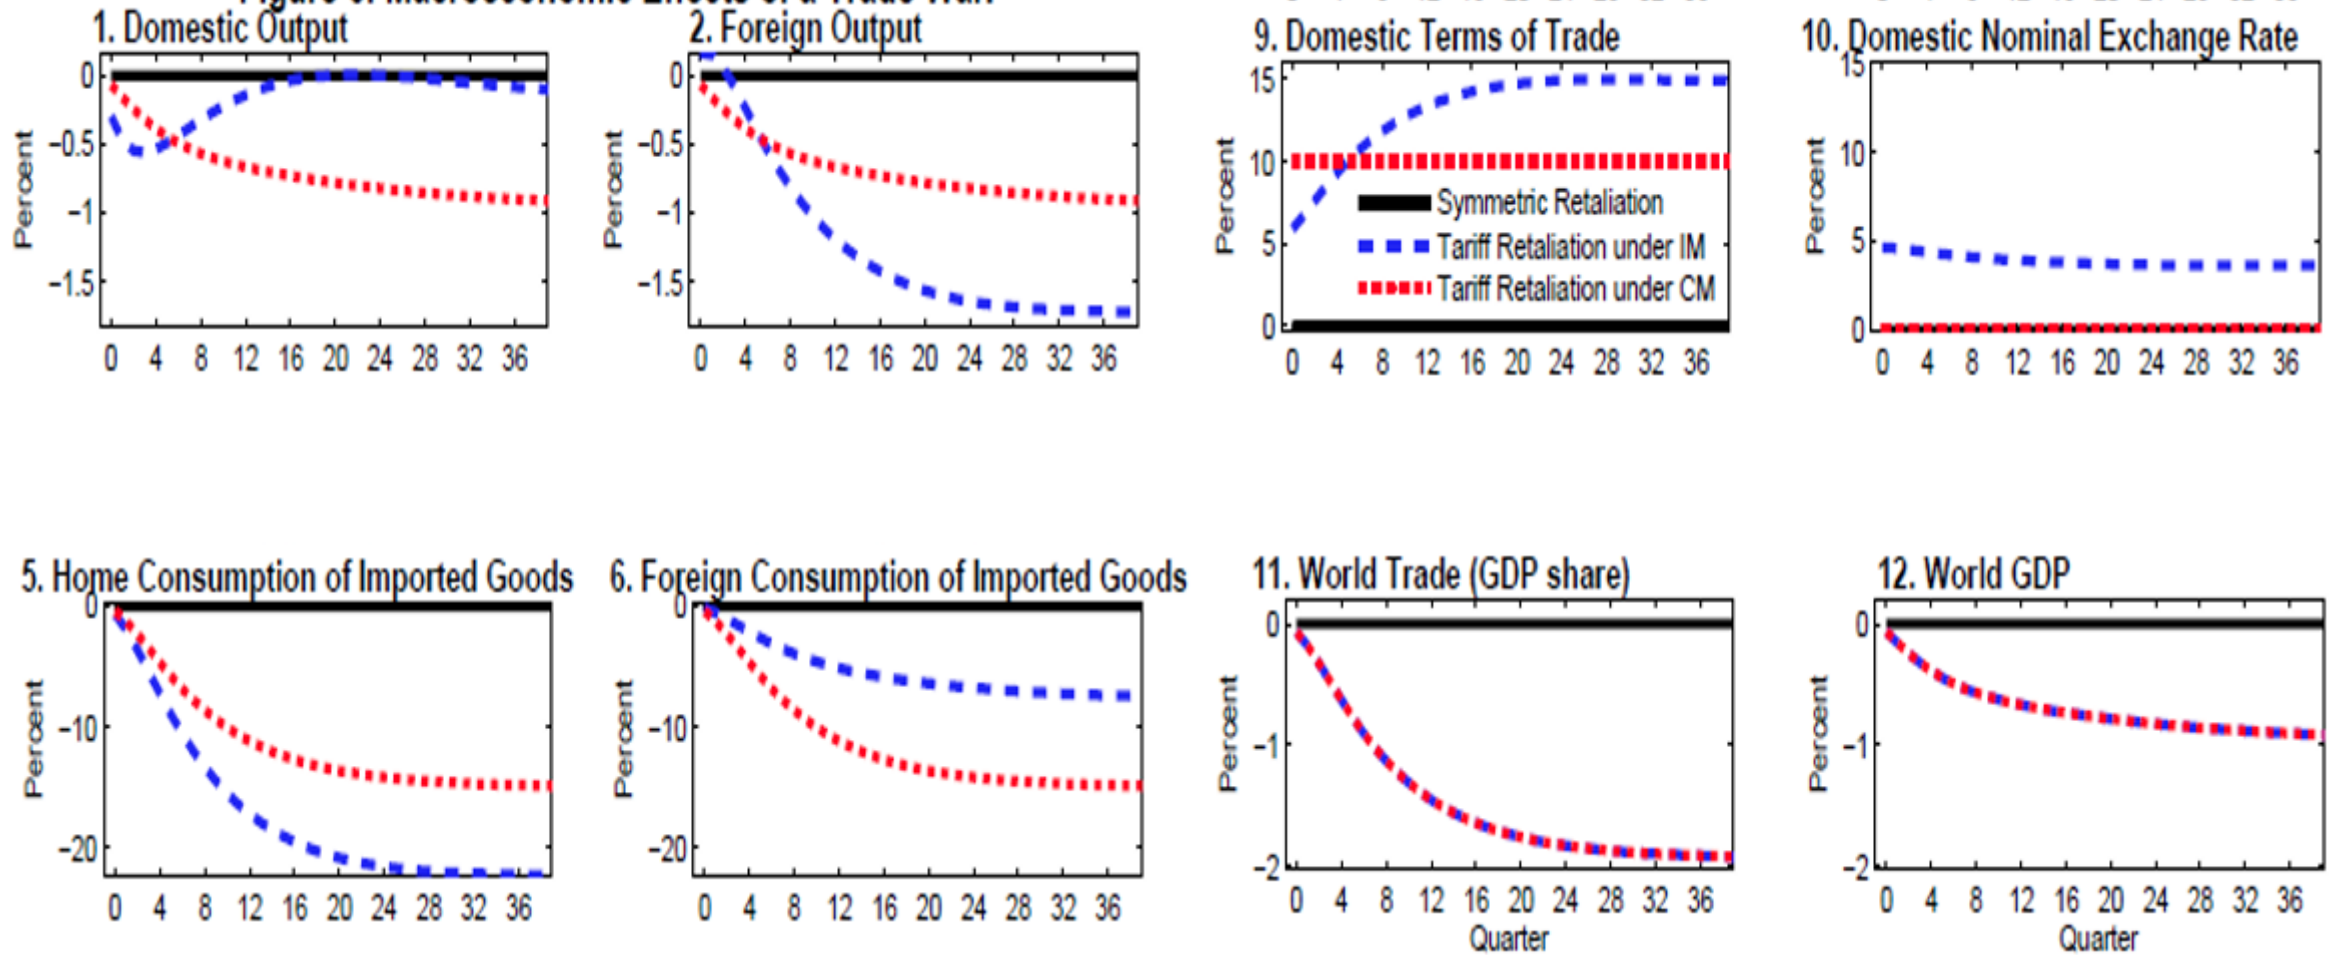 1. Domestic Output
2. Foreign Output
9. Domestic Terms of Trade
10. Domestic Nominal Exchange Rate
Percent
0
−0.5
−1
−1.5
0 4 8 12 16 20 24 28 32 36
Percent
0
−0.5
−1
−1.5
0 4 8 12 16 20 24 28 32 36
Percent
15
10
5
0
Symmetric Retaliation
Tariff Retaliation under IM
Tariff Retaliation under CM
0 4 8 12 16 20 24 28 32 36
Percent
15
10
5
0
0 4 8 12 16 20 24 28 32 36
5. Home Consumption of Imported Goods
6. Foreign Consumption of Imported Goods
11. World Trade (GDP share)
12. World GDP
Percent
0
−10
−20
0 4 8 12 16 20 24 28 32 36
Percent
0
−10
−20
0 4 8 12 16 20 24 28 32 36
Percent
0
−1
−2
0 4 8 12 16 20 24 28 32 36
Quarter
Percent
0
−1
−2
0 4 8 12 16 20 24 28 32 36
Quarter